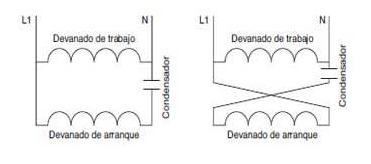 L1 N
Devanado de trabajo
Condensador
Devanado de arranque
L1 N
Devanado de trabajo
Condensador
Devanado de arranque